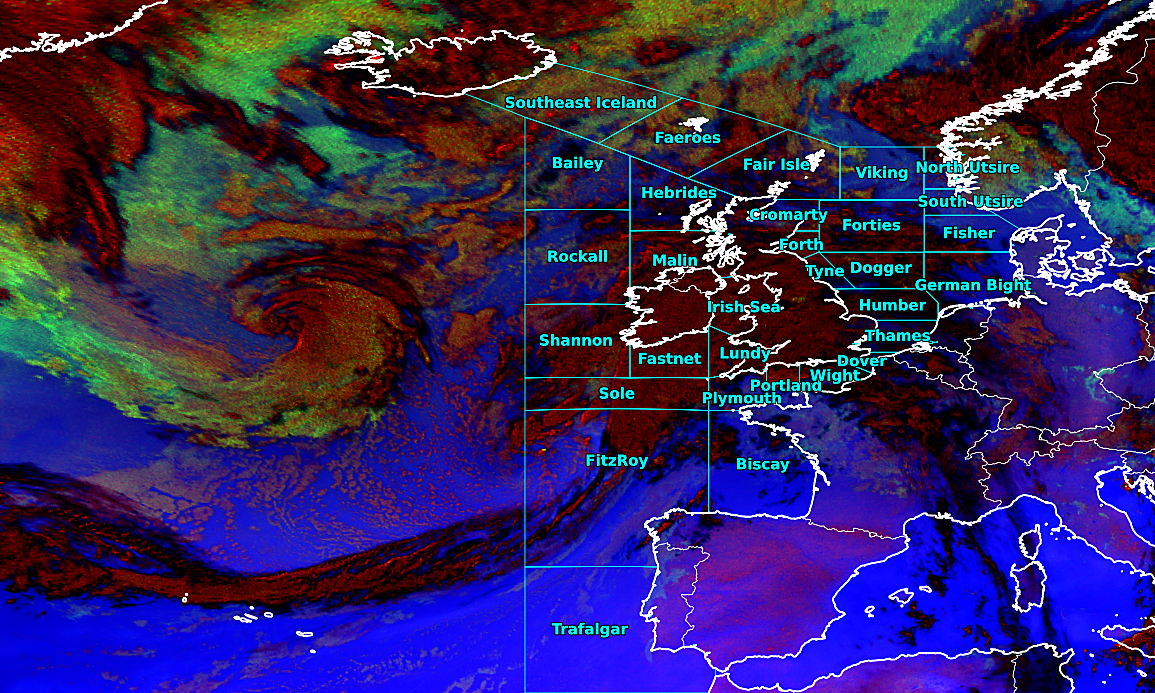 Southeast Iceland
Faeroes
Bailey
Fair Isle
Viking
North Utsire
Hebrides
South Utsire
Cromarty
Forties
Fisher
Forth
Rockall
Malin
Tyne
Dogger
German Bight
Irish Sea
Humber
Shannon
Thames
Fastnet
Lundy
Dover
Wight
Portland
Sole
Plymouth
FitzRoy
Biscay
Trafalgar